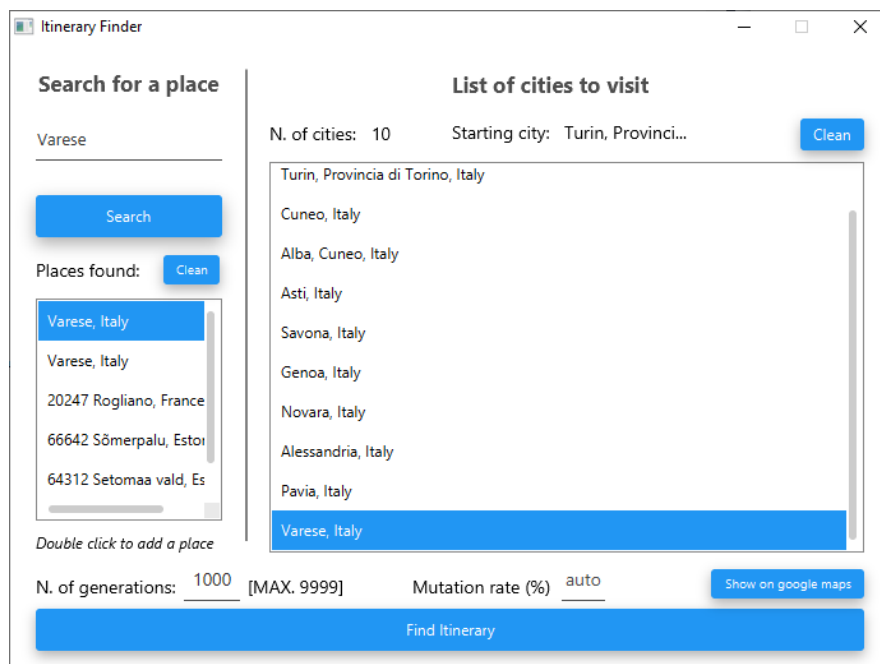 Itinerary Finder
Search for a place
Varese
Search
Places found:
Clean
Varese, Italy
Varese, Italy
20247 Rogliano, France
66642 Sõmerpalu, Eston
64312 Setomaa vald, Es
Double click to add a place
List of cities to visit
N. of cities: 10
Starting city: Turin, Provinci...
Clean
Turin, Provincia di Torino, Italy
Cuneo, Italy
Alba, Cuneo, Italy
Asti, Italy
Savona, Italy
Genoa, Italy
Novara, Italy
Alessandria, Italy
Pavia, Italy
Varese, Italy
N. of generations: 1000 [MAX. 9999]
Mutation rate (%) auto
Show on google maps
Find Itinerary